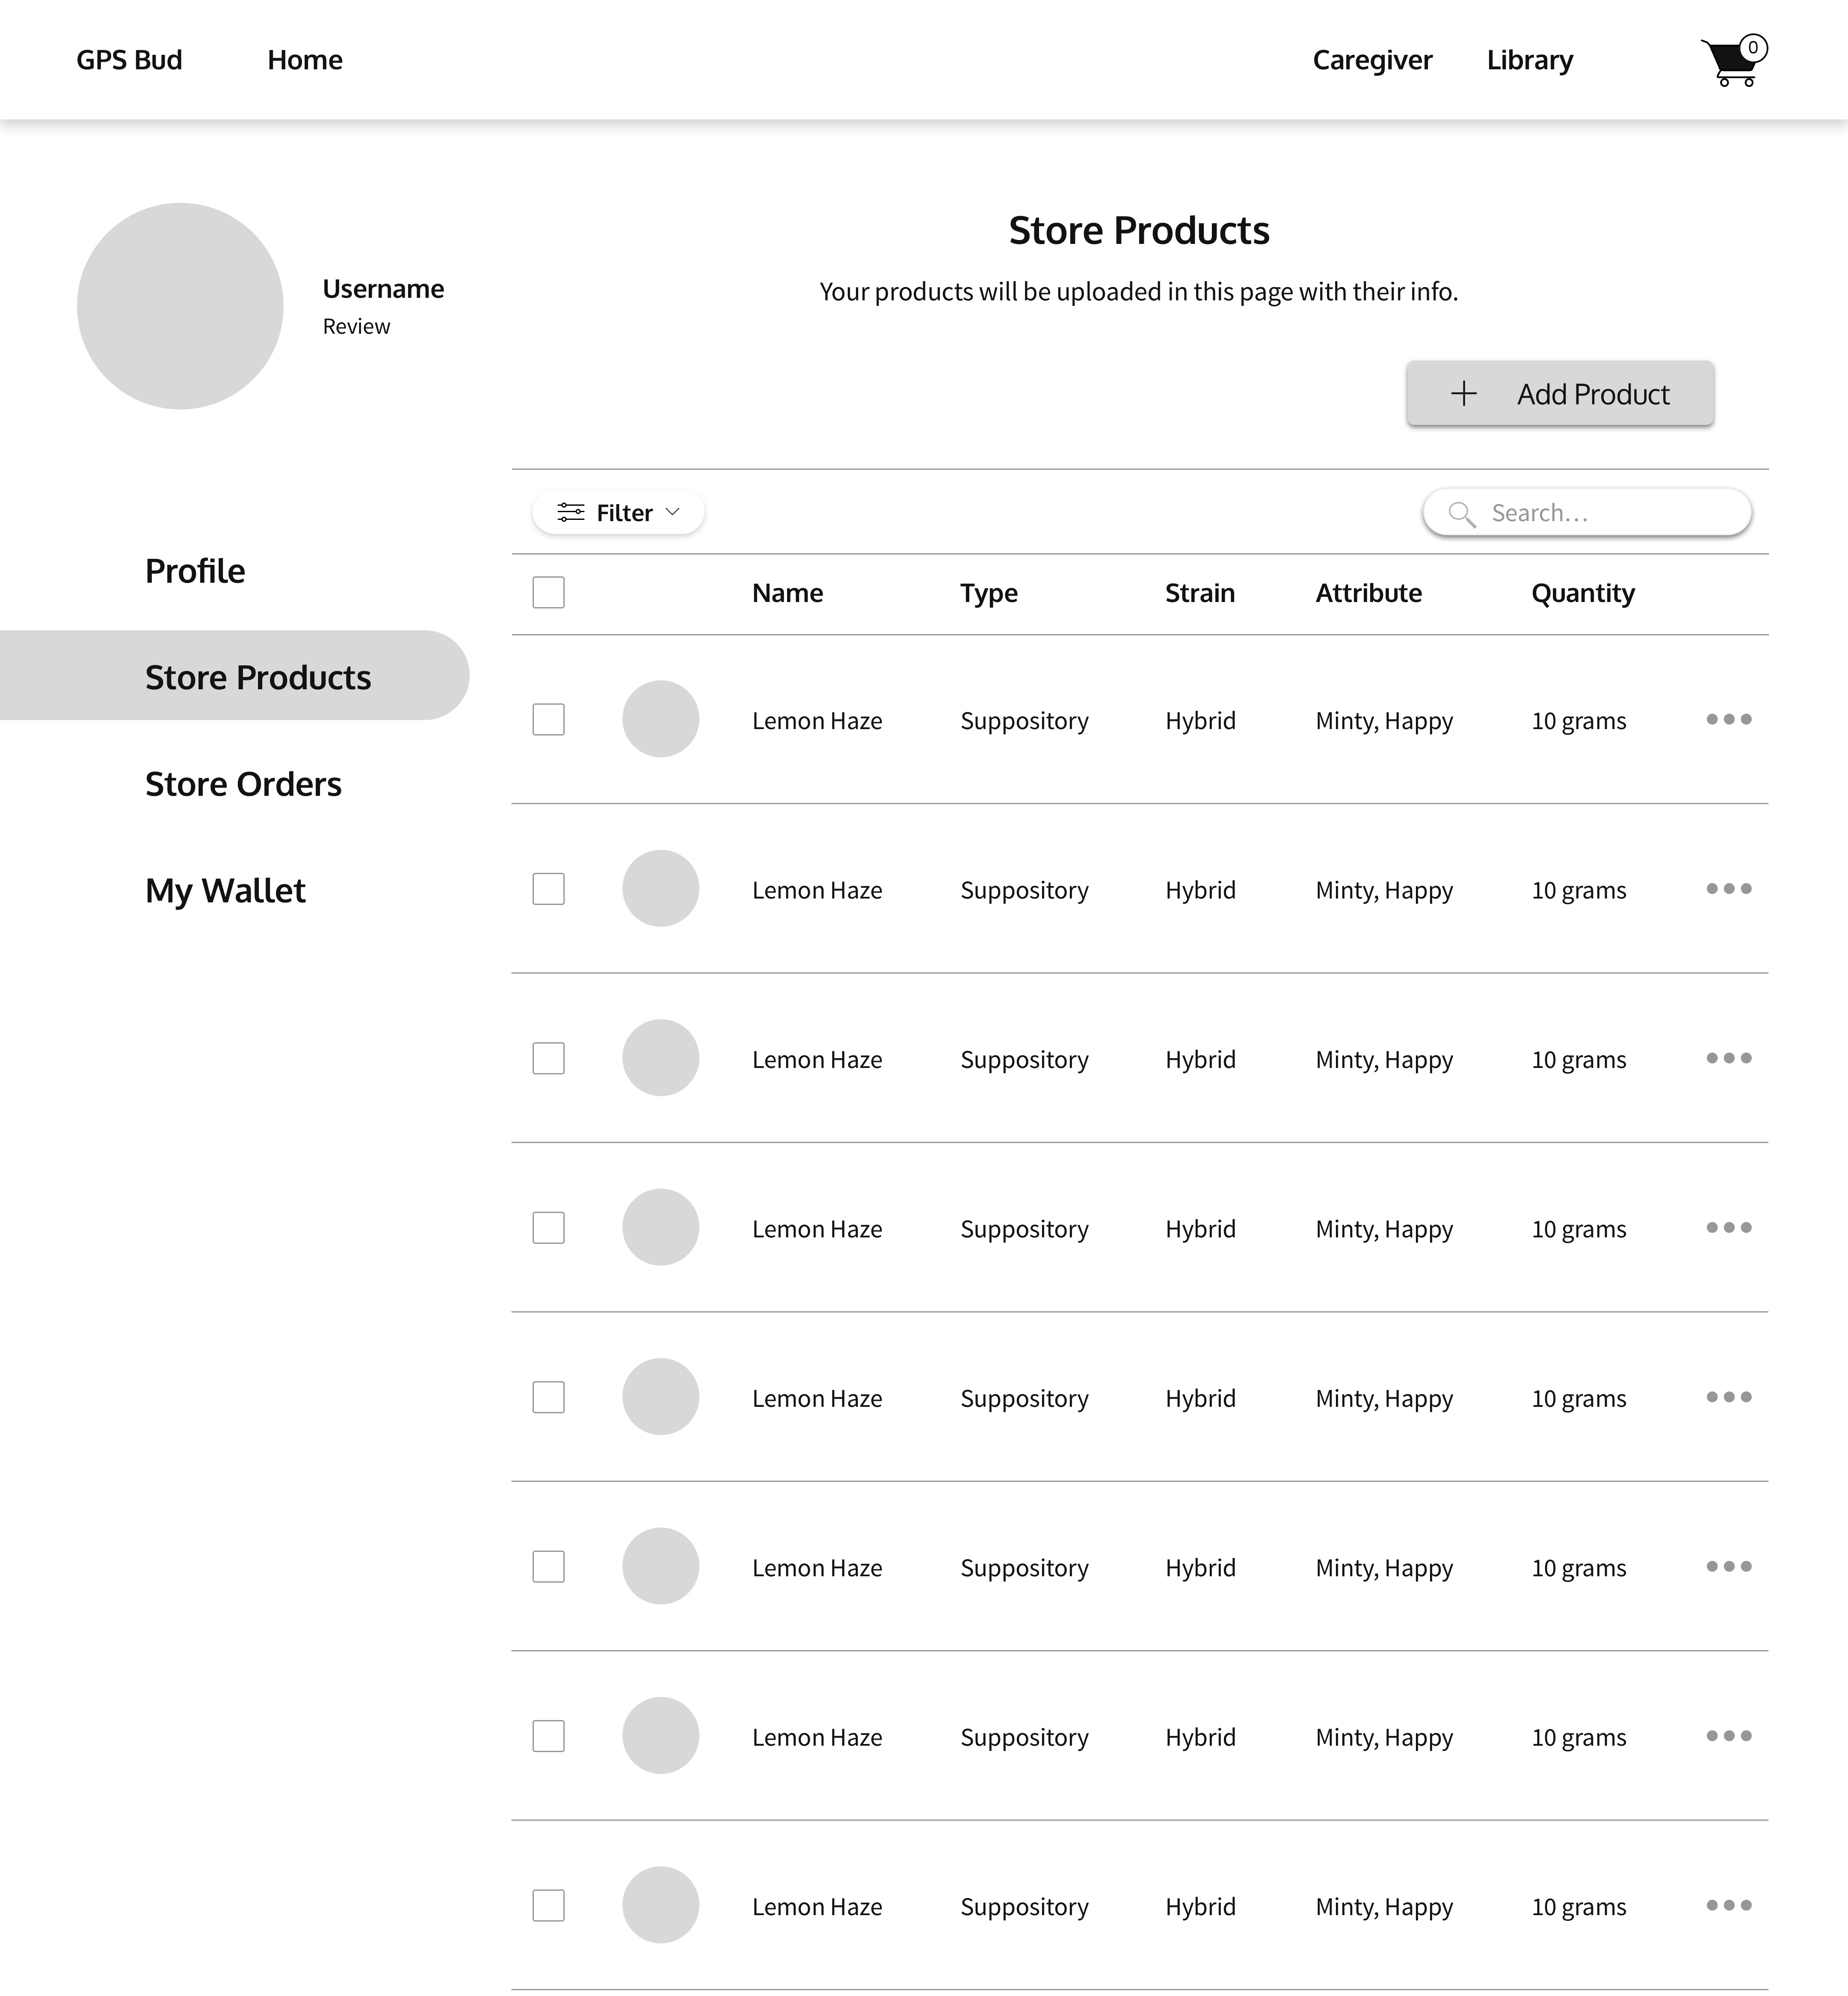 GPS Bud Home Caregiver Library 0
Username
Review
Profile
Store Products
Store Orders
My Wallet
Store Products
Your products will be uploaded in this page with their info.
Add Product
Filter Search...
Name Type Strain Attribute Quantity
Lemon Haze Suppository Hybrid Minty, Happy 10 grams
Lemon Haze Suppository Hybrid Minty, Happy 10 grams
Lemon Haze Suppository Hybrid Minty, Happy 10 grams
Lemon Haze Suppository Hybrid Minty, Happy 10 grams
Lemon Haze Suppository Hybrid Minty, Happy 10 grams
Lemon Haze Suppository Hybrid Minty, Happy 10 grams
Lemon Haze Suppository Hybrid Minty, Happy 10 grams
Lemon Haze Suppository Hybrid Minty, Happy 10 grams